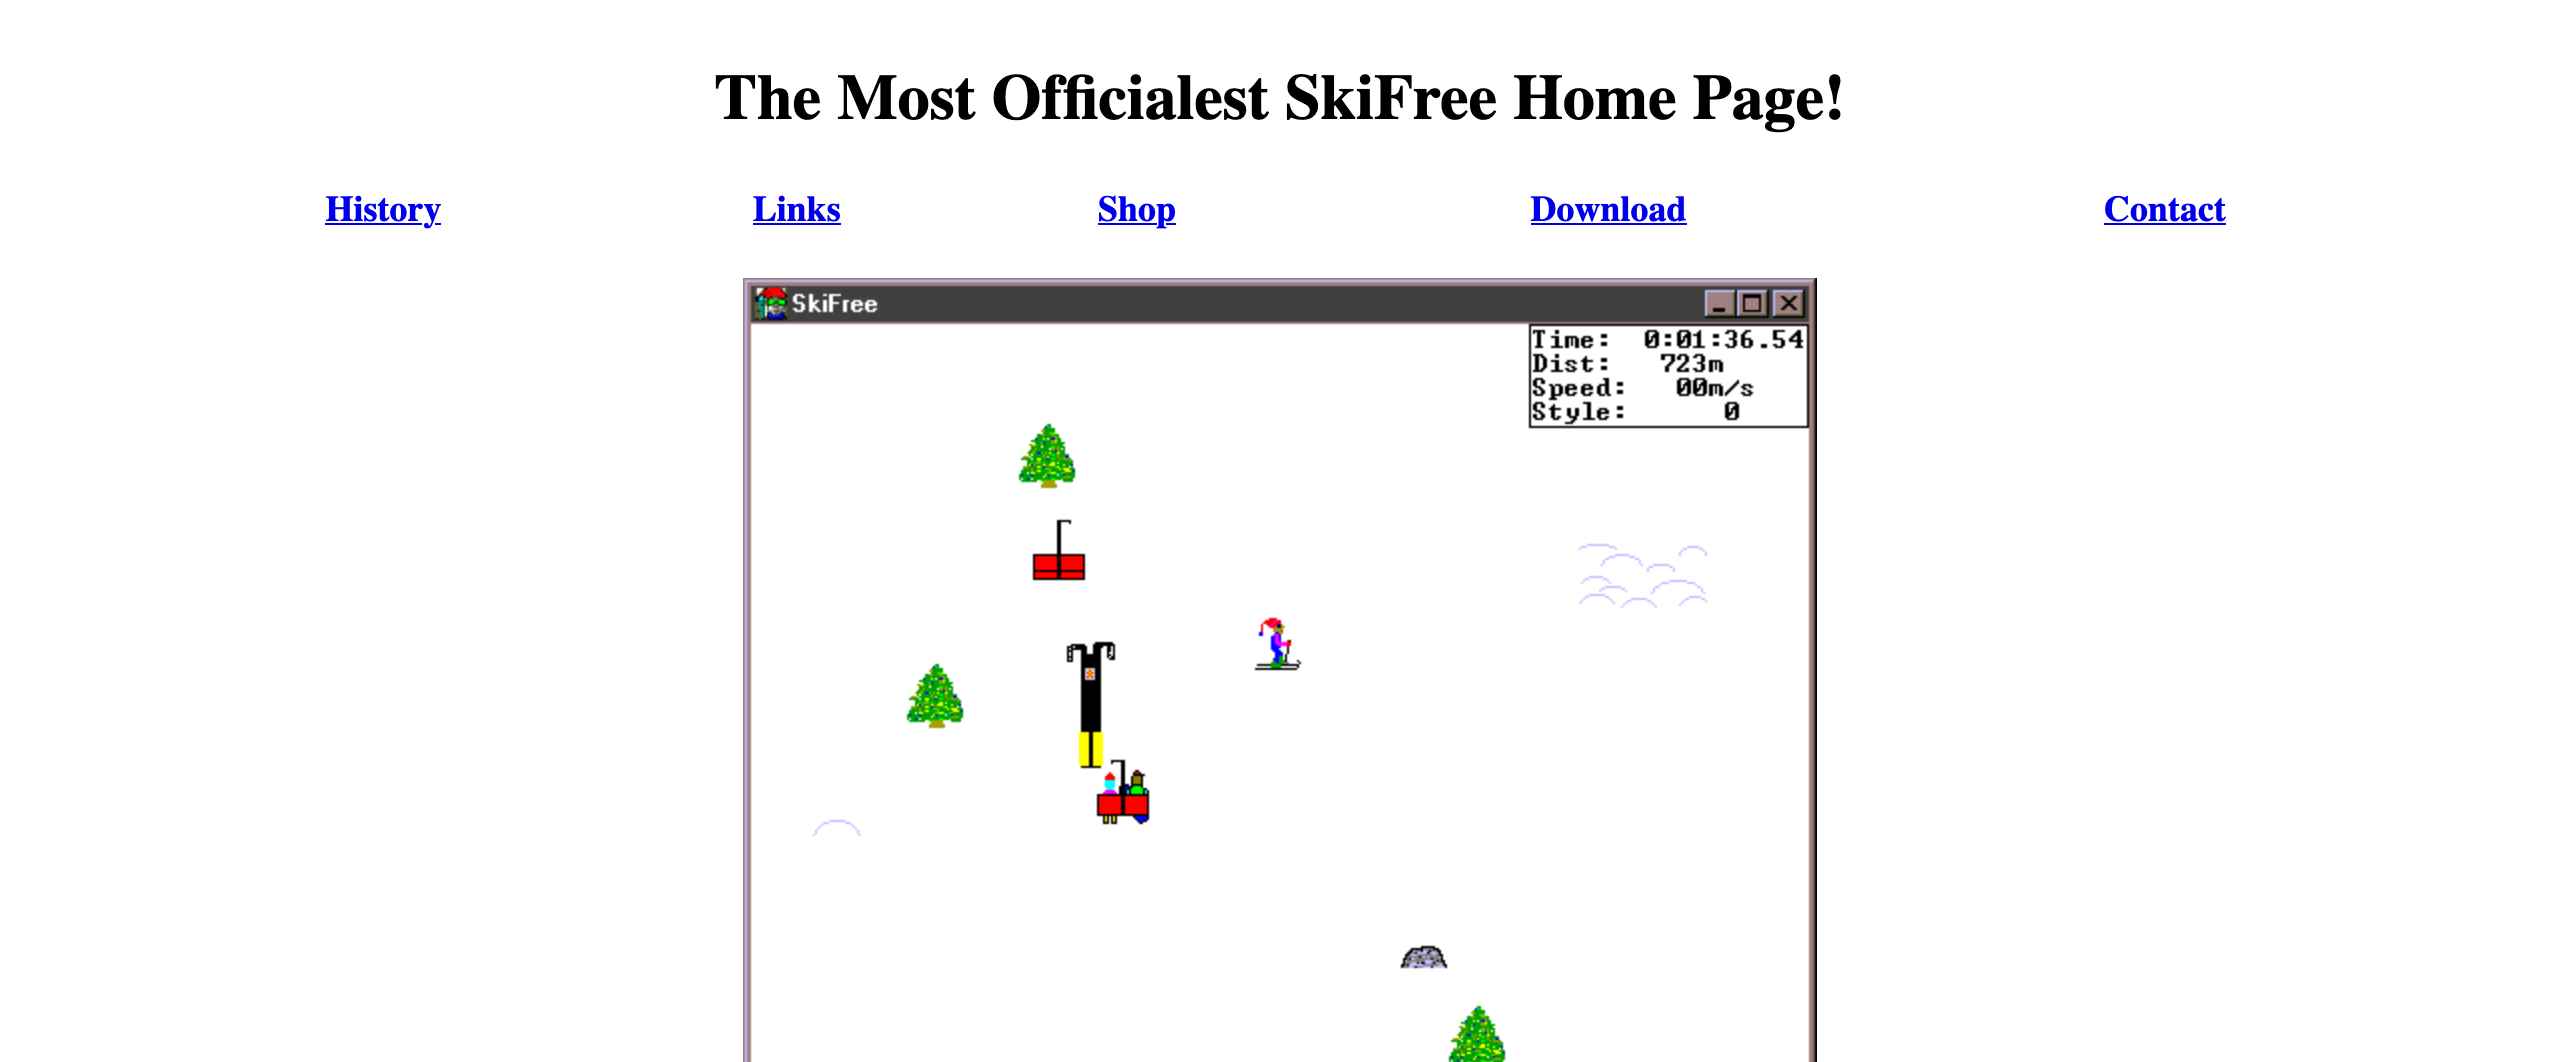 The Most Officialest SkiFree Home Page!
History Links Shop Download Contact
SkiFree
Time: 0:01:36.54
Dist: 723m
Speed: 00m/s
Style: 0